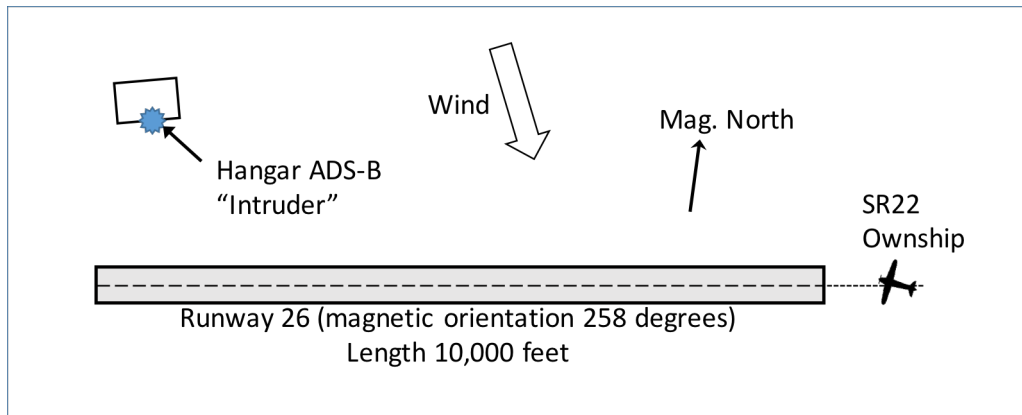 Wind
Mag. North
Hangar ADS-B
“Intruder”
SR22
Ownship
Runway 26 (magnetic orientation 258 degrees)
Length 10,000 feet